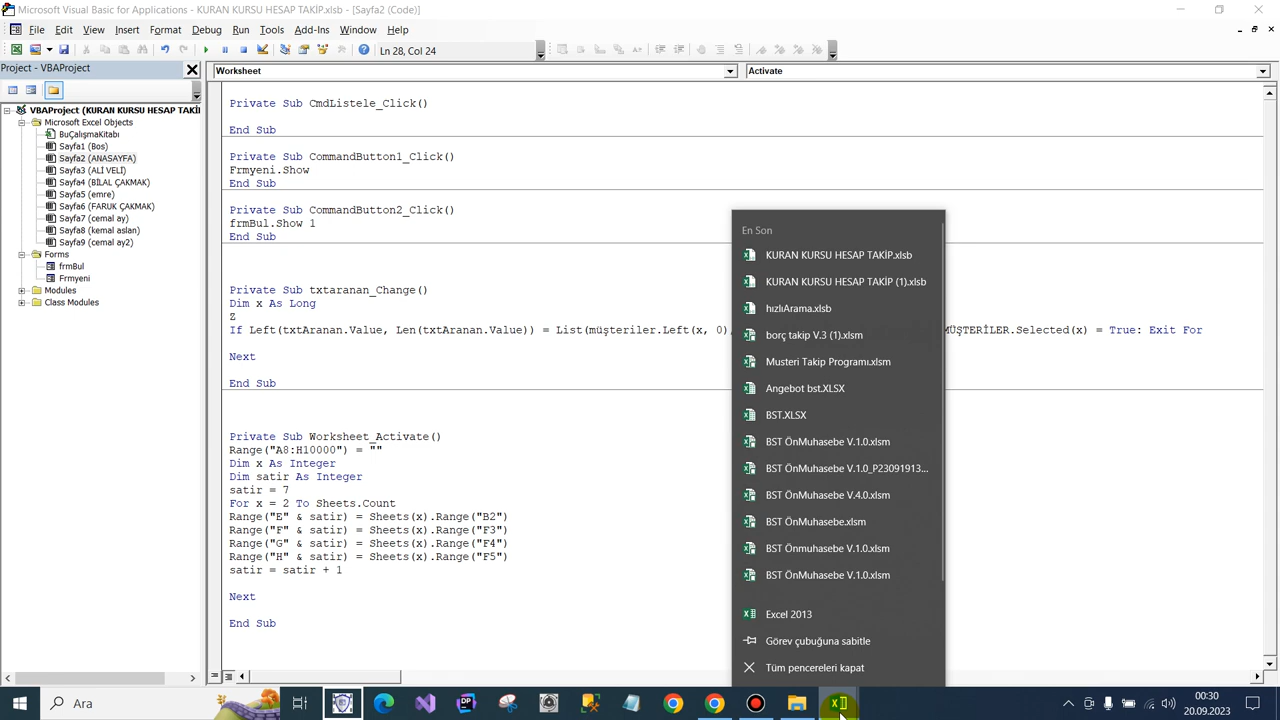 Microsoft Visual Basic for Applications - KURAN KURSU HESAP TAKİP.xlsb - [Sayfa2 (Code)]
File Edit View Insert Format Debug Run Tools Window Help
Ln 28, Col 24
Project - VBAProject
VBAProject (KURAN KURSU HESAP TAKİ
Microsoft Excel Objects
BuÇalışmaKitabı
Sayfa1 (Bos)
Sayfa2 (ANASAYFA)
Sayfa3 (ALİ VELİ)
Sayfa4 (BİLAL ÇAKMAK)
Sayfa5 (emre)
Sayfa6 (FARUK ÇAKMAK)
Sayfa7 (cemal ay)
Sayfa8 (kemal aslan)
Sayfa9 (cemal ay2)
Forms
frmBul
Frmyeni
Modules
Class Modules
Worksheet
Activate
Private Sub CmdListele_Click()
End Sub
Private Sub CommandButton1_Click()
Frmyeni.Show
End Sub
Private Sub CommandButton2_Click()
frmBul.Show 1
End Sub
Private Sub txtaranan_Change()
Dim x As Long
Z
If Left(txtAranan.Value, Len(txtAranan.Value)) = List(müşteriler.Left(x, 0), MÜŞTERİLER.Selected(x) = True: Exit For
Next
End Sub
Private Sub Worksheet_Activate()
Range("A8:H10000") = ""
Dim x As Integer
Dim satir As Integer
satir = 7
For x = 2 To Sheets.Count
Range("E" & satir) = Sheets(x).Range("B2")
Range("F" & satir) = Sheets(x).Range("F3")
Range("G" & satir) = Sheets(x).Range("F4")
Range("H" & satir) = Sheets(x).Range("F5")
satir = satir + 1
Next
End Sub
En Son
KURAN KURSU HESAP TAKİP.xlsb
KURAN KURSU HESAP TAKİP (1).xlsb
hızlıArama.xlsb
borç takip V.3 (1).xlsm
Musteri Takip Programı.xlsm
Angebot bst.XLSX
BST.XLSX
BST ÖnMuhasebe V.1.0.xlsm
BST ÖnMuhasebe V.1.0_P23091913...
BST ÖnMuhasebe V.4.0.xlsm
BST ÖnMuhasebe.xlsm
BST Önmuhasebe V.1.0.xlsm
BST ÖnMuhasebe V.1.0.xlsm
Excel 2013
Görev çubuğuna sabitle
Tüm pencereleri kapat
Ara
DP
00:30
20.09.2023